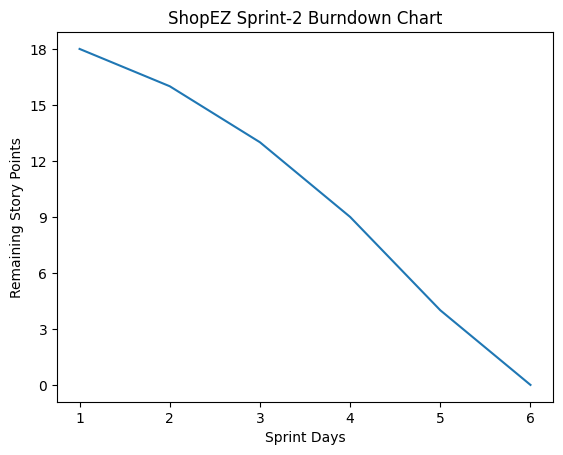 ShopEZ Sprint-2 Burndown Chart
18
15
12
9
6
3
0
Remaining Story Points
1 2 3 4 5 6
Sprint Days